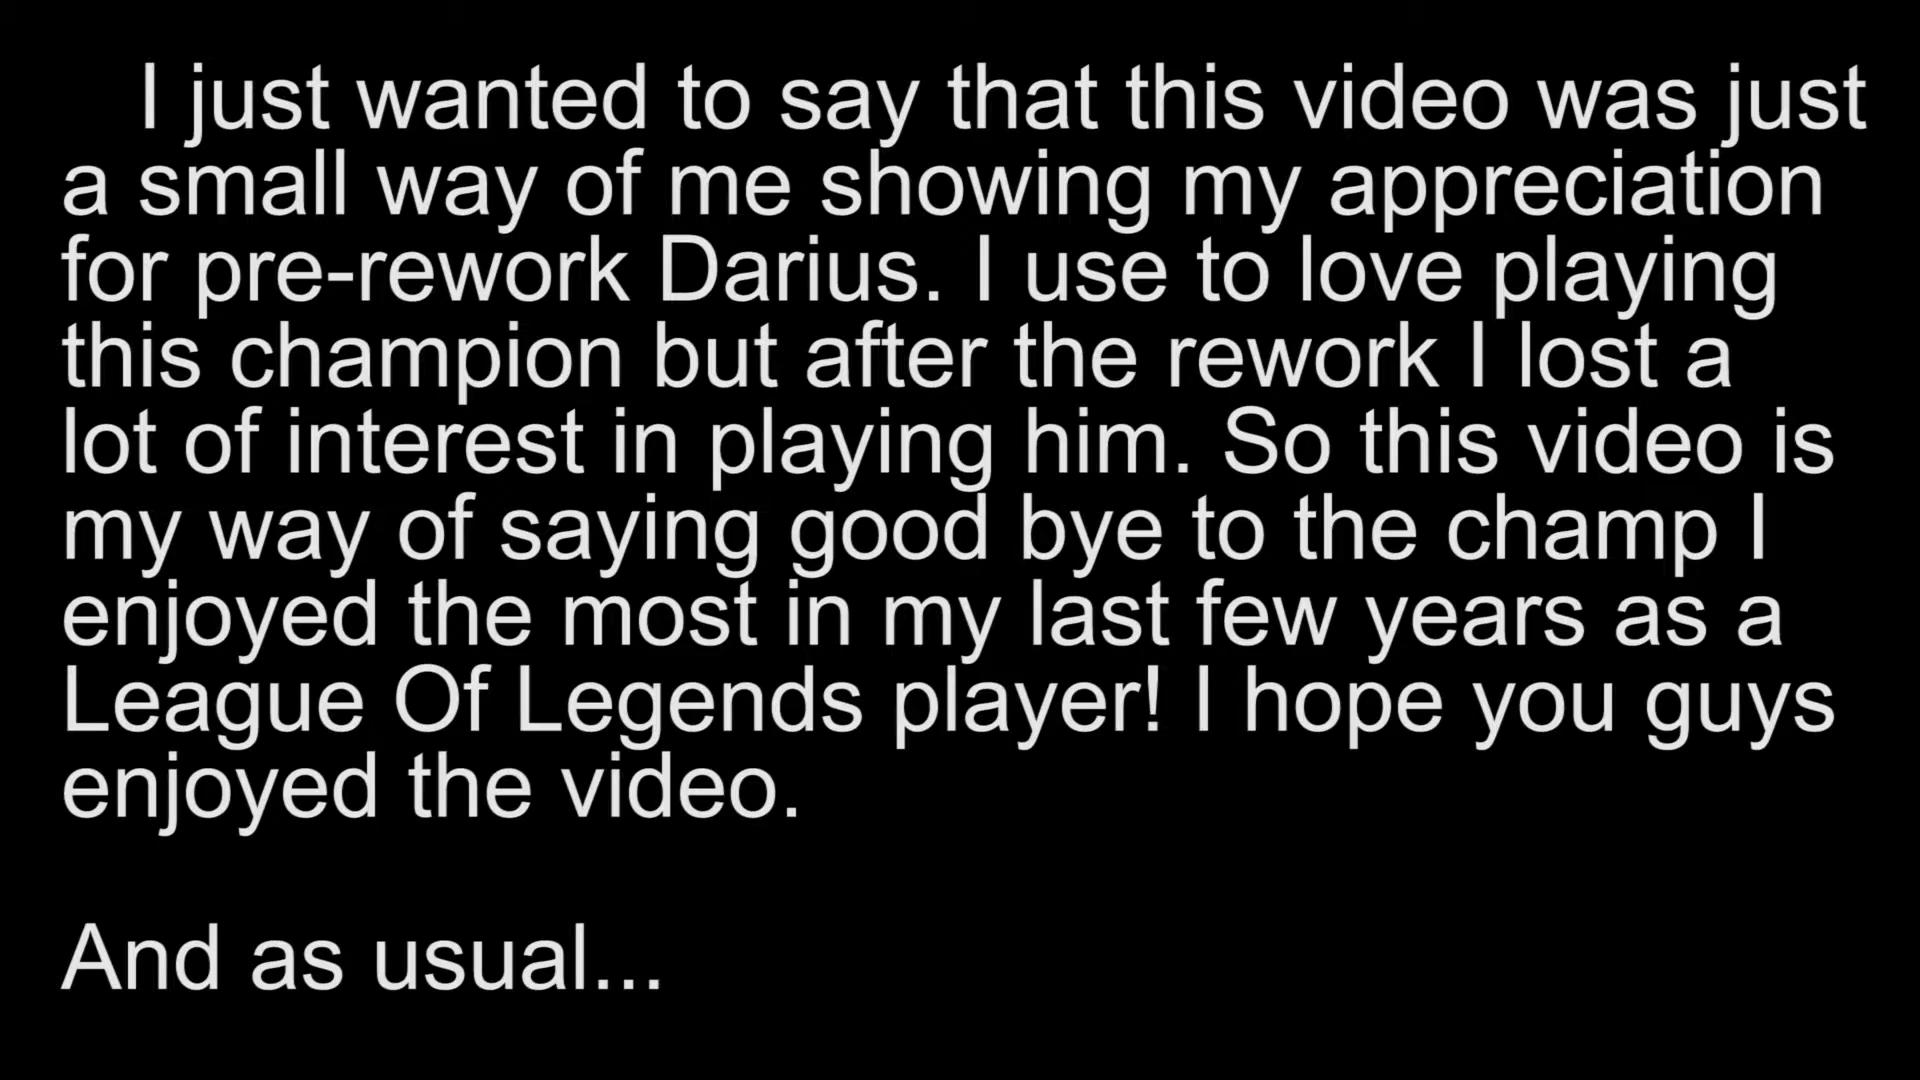 I just wanted to say that this video was just
a small way of me showing my appreciation
for pre-rework Darius. I use to love playing
this champion but after the rework I lost a
lot of interest in playing him. So this video is
my way of saying good bye to the champ I
enjoyed the most in my last few years as a
League Of Legends player! I hope you guys
enjoyed the video.
And as usual...